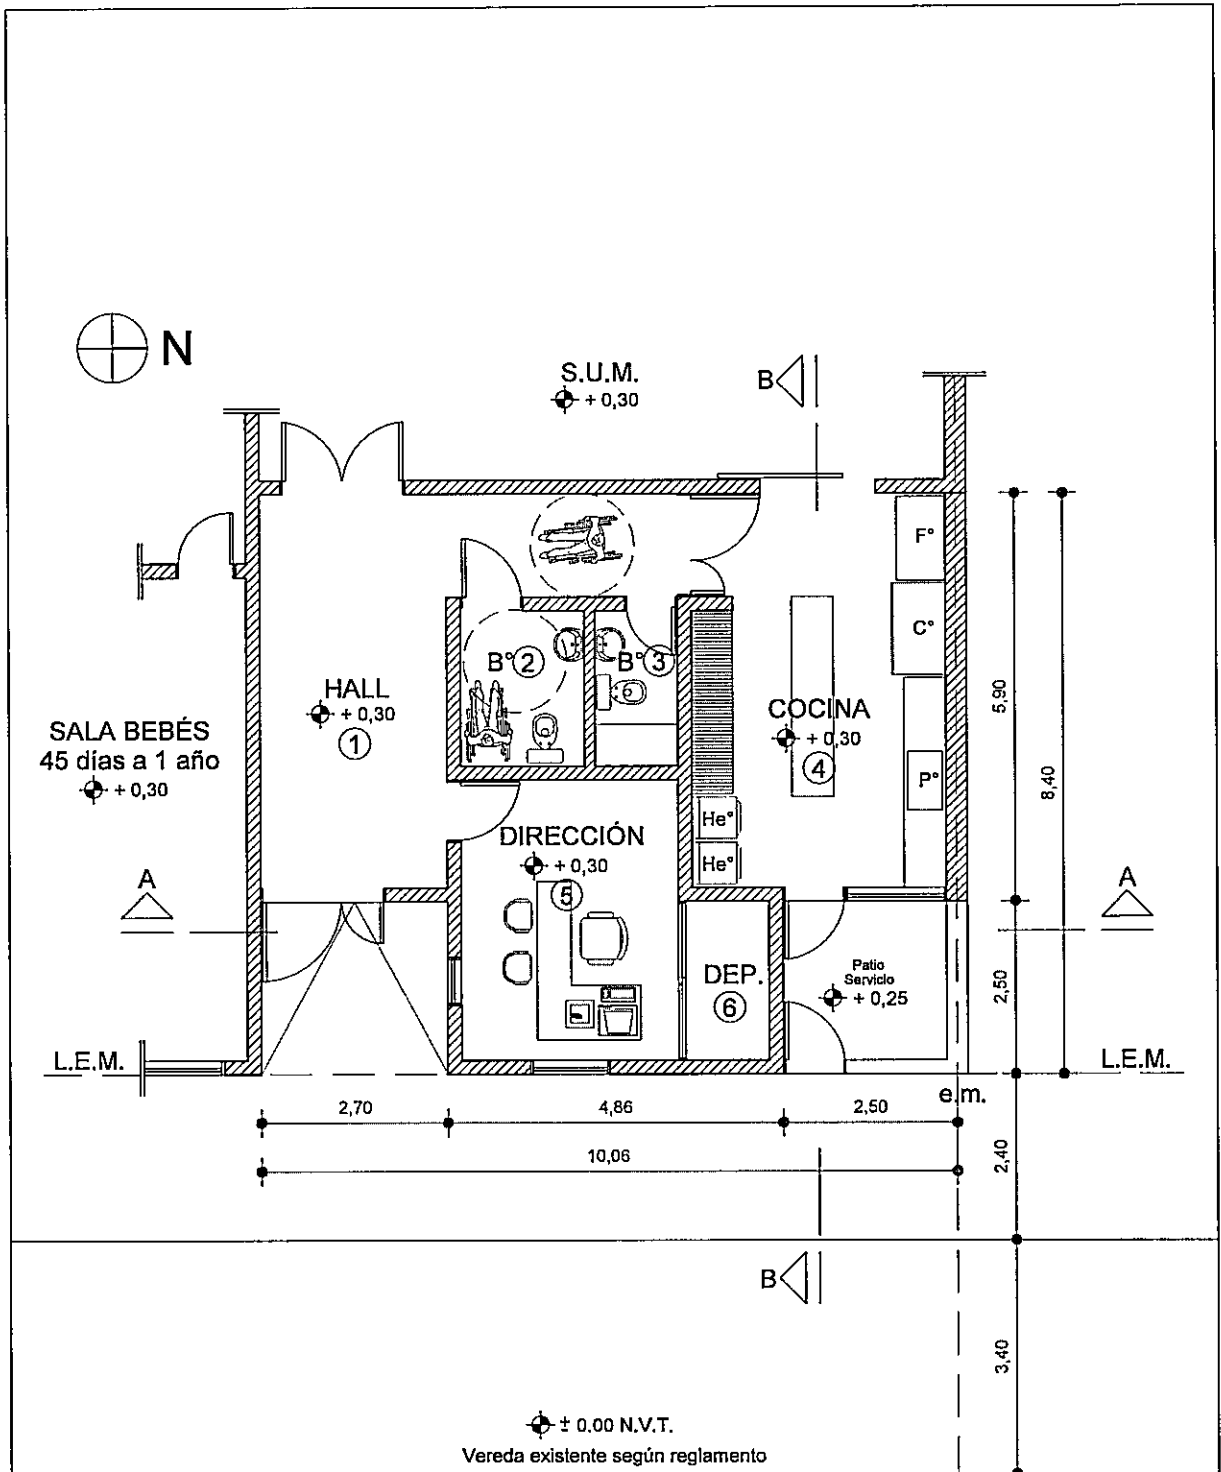 N
S.U.M.
+ 0,30
B
F°
C°
B° 2
B° 3
HALL
+ 0,30
1
COCINA
+ 0,30
4
SALA BEBÉS
45 días a 1 año
+ 0,30
P°
He°
He°
5,90
8,40
DIRECCIÓN
+ 0,30
5
A
A
DEP.
6
Patio
Servicio
+ 0,25
2,50
L.E.M.
L.E.M.
e.m.
2,70
4,86
2,50
10,06
2,40
B
3,40
± 0.00 N.V.T.
Vereda existente según reglamento